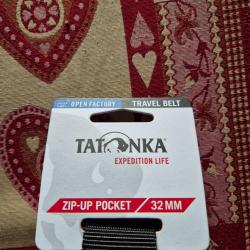 OPEN FACTORY TRAVEL BELT
TATONKA
EXPEDITION LIFE
ZIP-UP POCKET / 32 MM